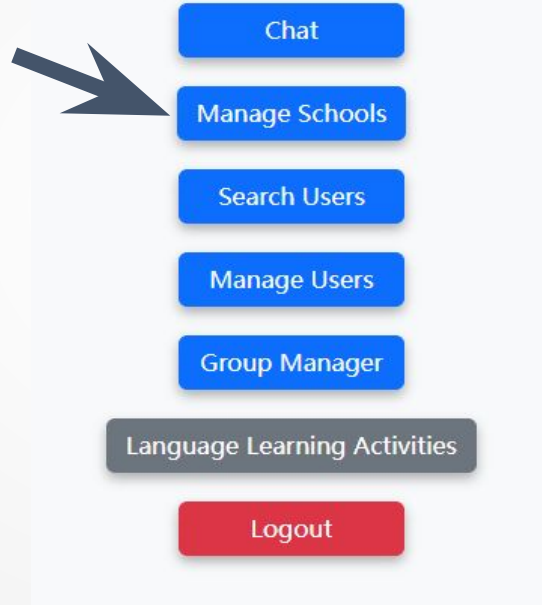 Chat
Manage Schools
Search Users
Manage Users
Group Manager
Language Learning Activities
Logout